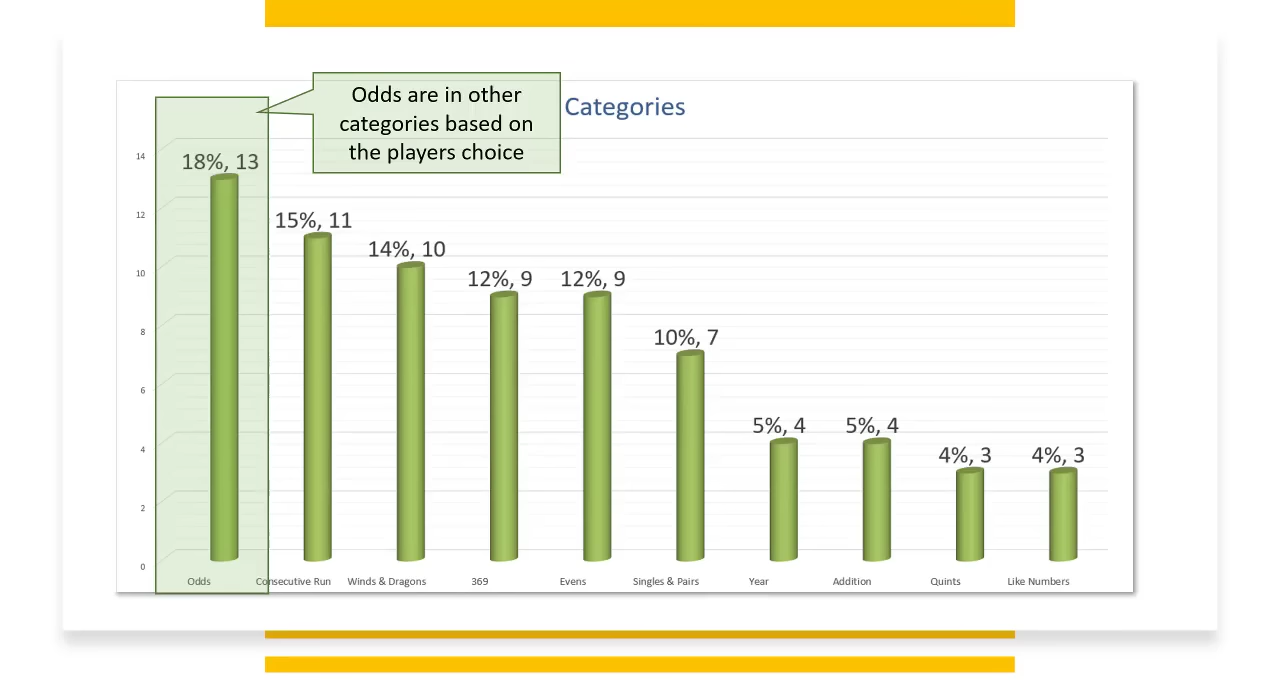 Odds are in other
categories based on
the players choice
Categories
14
12
10
8
6
4
2
0
18%, 13
15%, 11
14%, 10
12%, 9
12%, 9
10%, 7
5%, 4
5%, 4
4%, 3
4%, 3
Odds
Consecutive Run
Winds & Dragons
369
Evens
Singles & Pairs
Year
Addition
Quints
Like Numbers